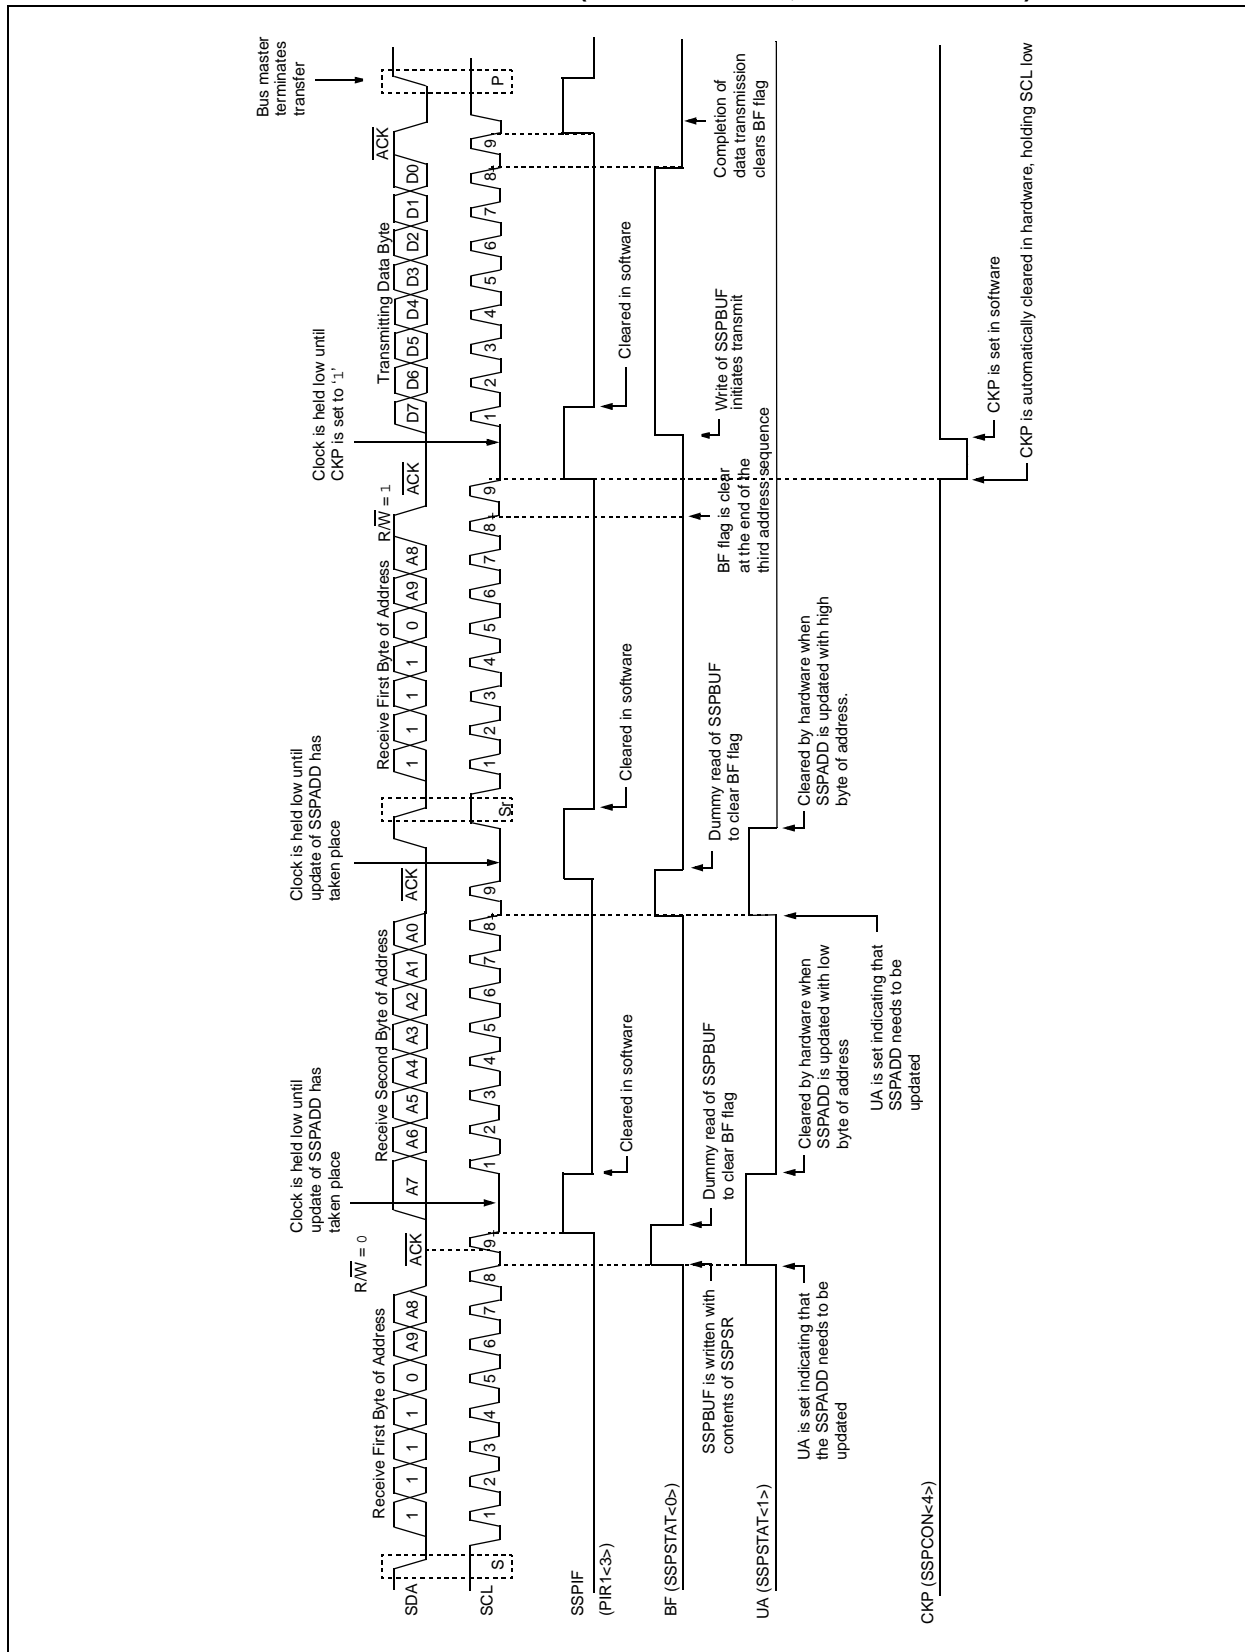 Bus master
terminates
transfer
Clock is held low until
CKP is set to ‘1’
Clock is held low until
update of SSPADD has
taken place
Clock is held low until
update of SSPADD has
taken place
R/W = 0
R/W = 1
Receive First Byte of Address
Receive Second Byte of Address
Receive First Byte of Address
Transmitting Data Byte
ACK
ACK
ACK
ACK
SDA
1 1 1 1 0 A9 A8
A7 A6 A5 A4 A3 A2 A1 A0
1 1 1 1 0 A9 A8
D7 D6 D5 D4 D3 D2 D1 D0
SCL
S
1 2 3 4 5 6 7 8 9
1 2 3 4 5 6 7 8 9
Sr
1 2 3 4 5 6 7 8 9
1 2 3 4 5 6 7 8 9
P
SSPIF
(PIR1<3>)
Cleared in software
Cleared in software
Cleared in software
BF (SSPSTAT<0>)
SSPBUF is written with
contents of SSPSR
Dummy read of SSPBUF
to clear BF flag
Dummy read of SSPBUF
to clear BF flag
BF flag is clear
at the end of the
third address sequence
Write of SSPBUF
initiates transmit
Completion of
data transmission
clears BF flag
UA (SSPSTAT<1>)
UA is set indicating that
the SSPADD needs to be
updated
Cleared by hardware when
SSPADD is updated with low
byte of address
UA is set indicating that
SSPADD needs to be
updated
Cleared by hardware when
SSPADD is updated with high
byte of address.
CKP (SSPCON<4>)
CKP is set in software
CKP is automatically cleared in hardware, holding SCL low